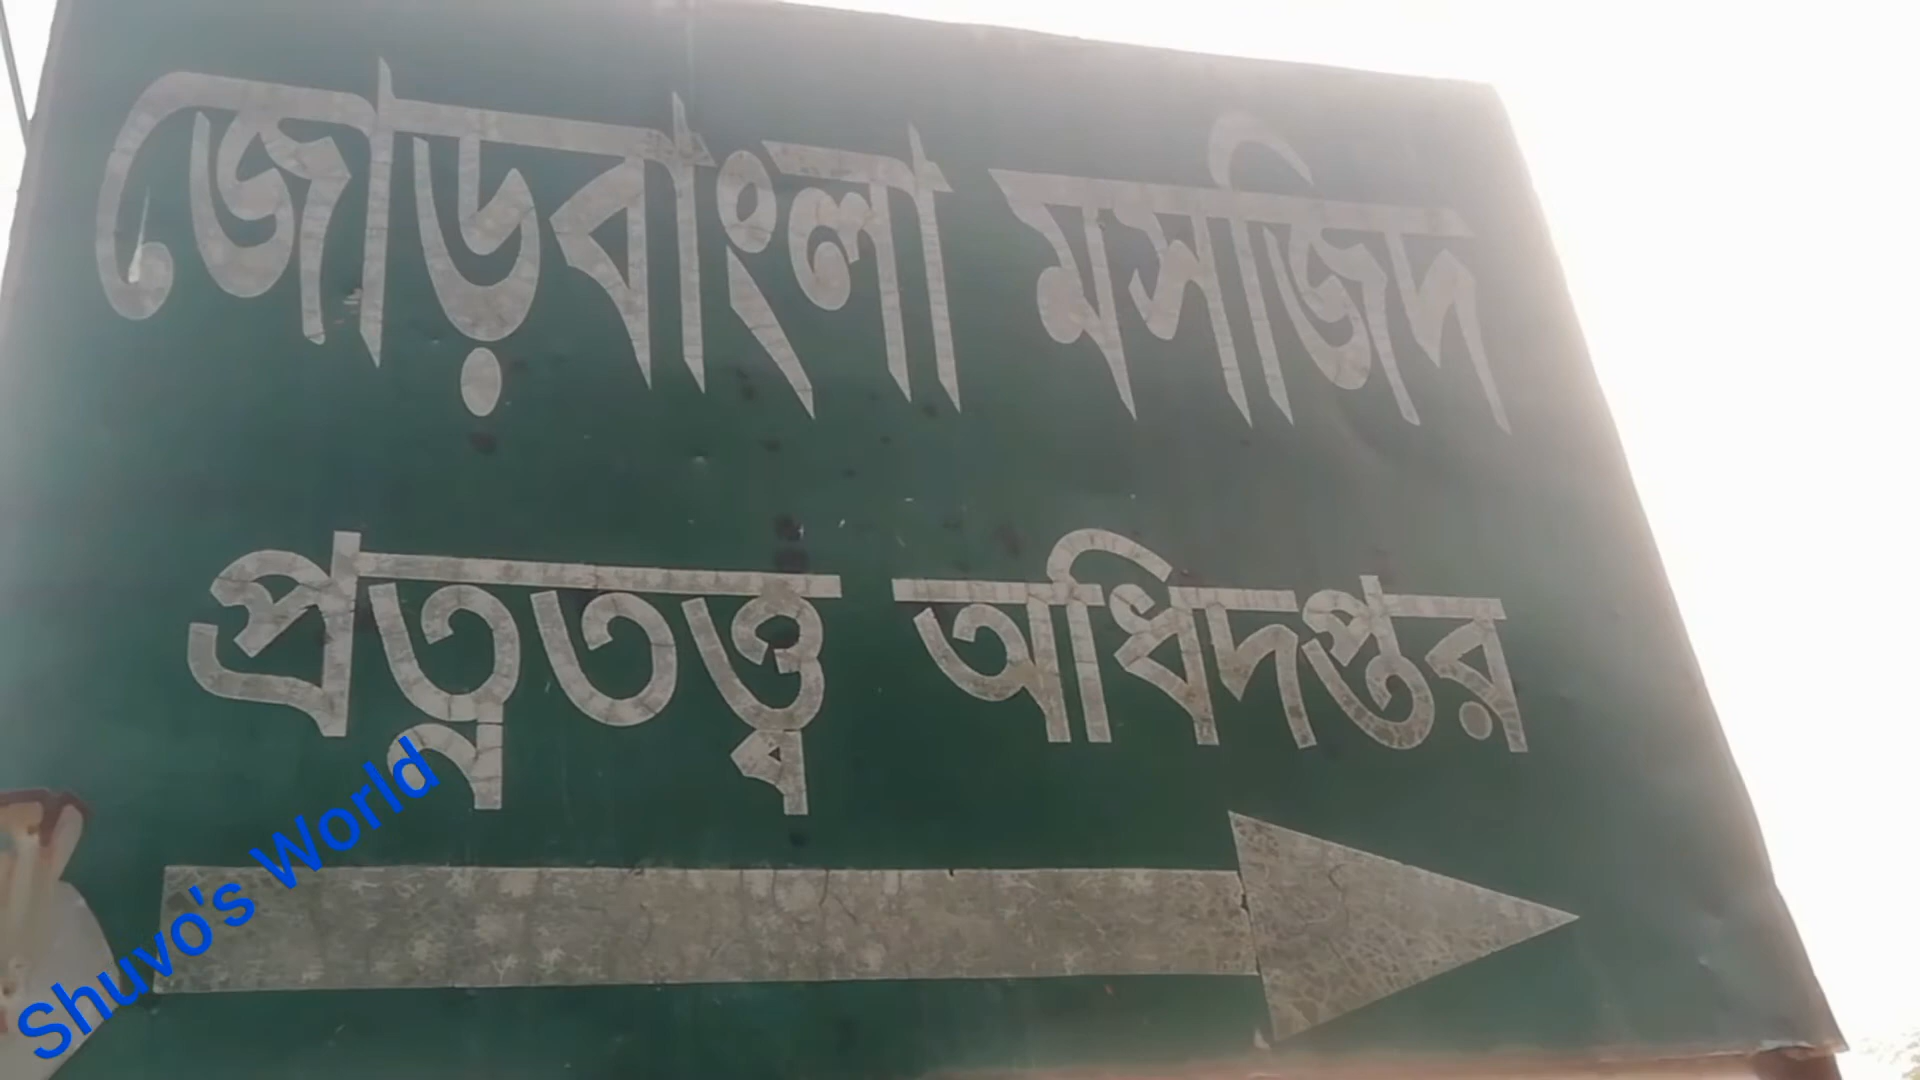 জোড়বাংলা মসজিদ
প্রত্নতত্ত্ব অধিদপ্তর
Shuvo's World